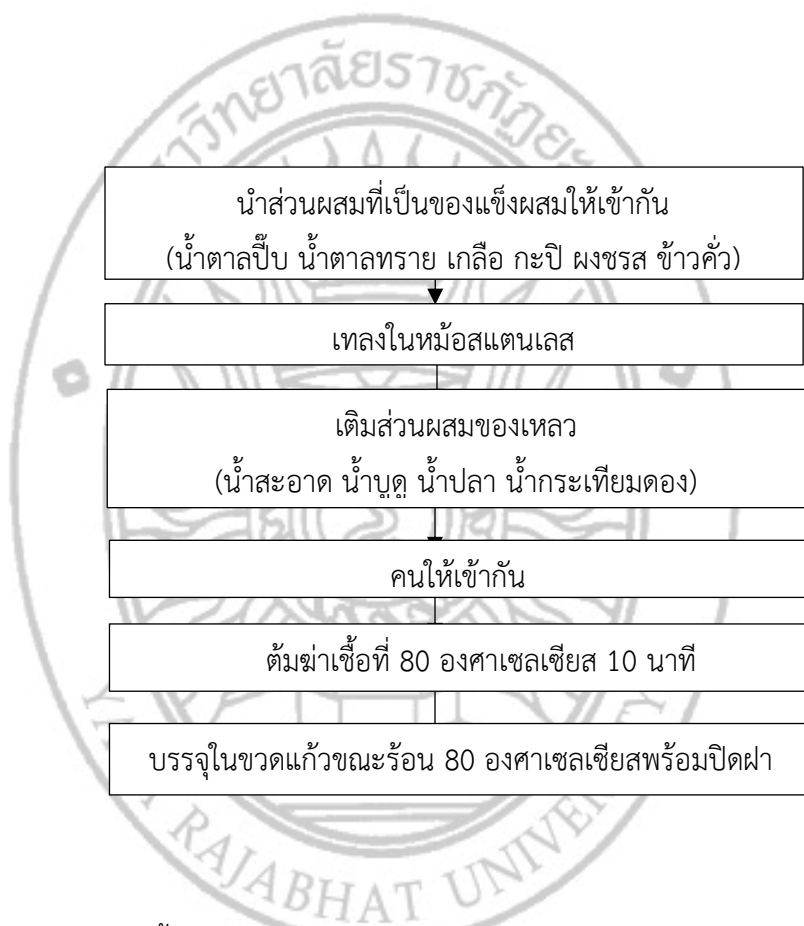 นำส่วนผสมที่เป็นของแข็งผสมให้เข้ากัน
(น้ำตาลปี๊บ น้ำตาลทราย เกลือ กะปิ ผงชรส ข้าวคั่ว)
เทลงในหม้อสแตนเลส
เติมส่วนผสมของเหลว
(น้ำสะอาด น้ำบูดู น้ำปลา น้ำกระเทียมดอง)
คนให้เข้ากัน
ต้มฆ่าเชื้อที่ 80 องศาเซลเซียส 10 นาที
บรรจุในขวดแก้วขณะร้อน 80 องศาเซลเซียสพร้อมปิดฝา
RAJABHAT